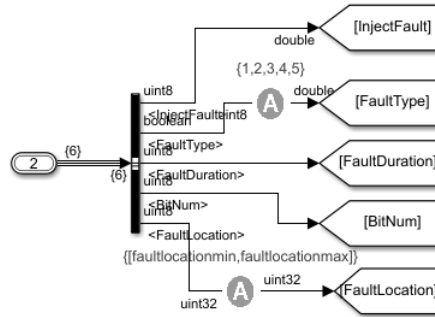 [InjectFault]
double
{1,2,3,4,5}
uint8
<InjectFault>
uint8
double
A
[FaultType]
boolean
{6}
2
{6}
<FaultType>
uint8
[FaultDuration]
<FaultDuration>
uint8
<BitNum>
[BitNum]
uint8
<FaultLocation>
{[faultlocationmin,faultlocationmax]}
uint32
A
uint32
[FaultLocation]